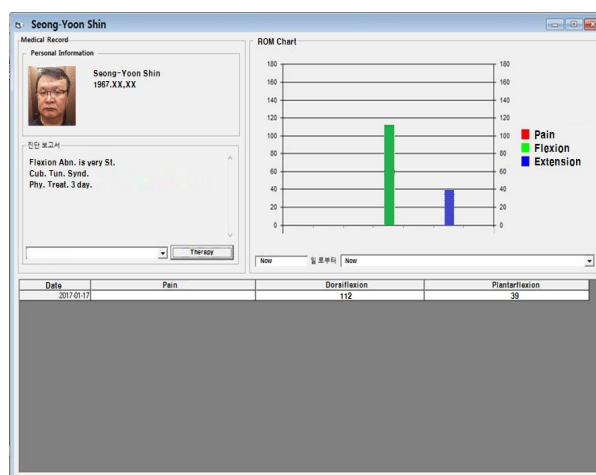 Seong-Yoon Shin
Medical Record
Personal Information
Seong-Yoon Shin
1967.XX,XX
진단 보고서
Flexion Abn. is yery St.
Cub. Tun. Synd.
Phy. Treat. 3 day.
Therapy
ROM Chart
180 180
160 160
140 140
120 120
100 100
80 80
60 60
40 40
20 20
0 0
Pain
Flexion
Extension
Now 일 로부터 Now
Date Pain Dorsiflexion Plantarflexion
2017-01-17 112 39